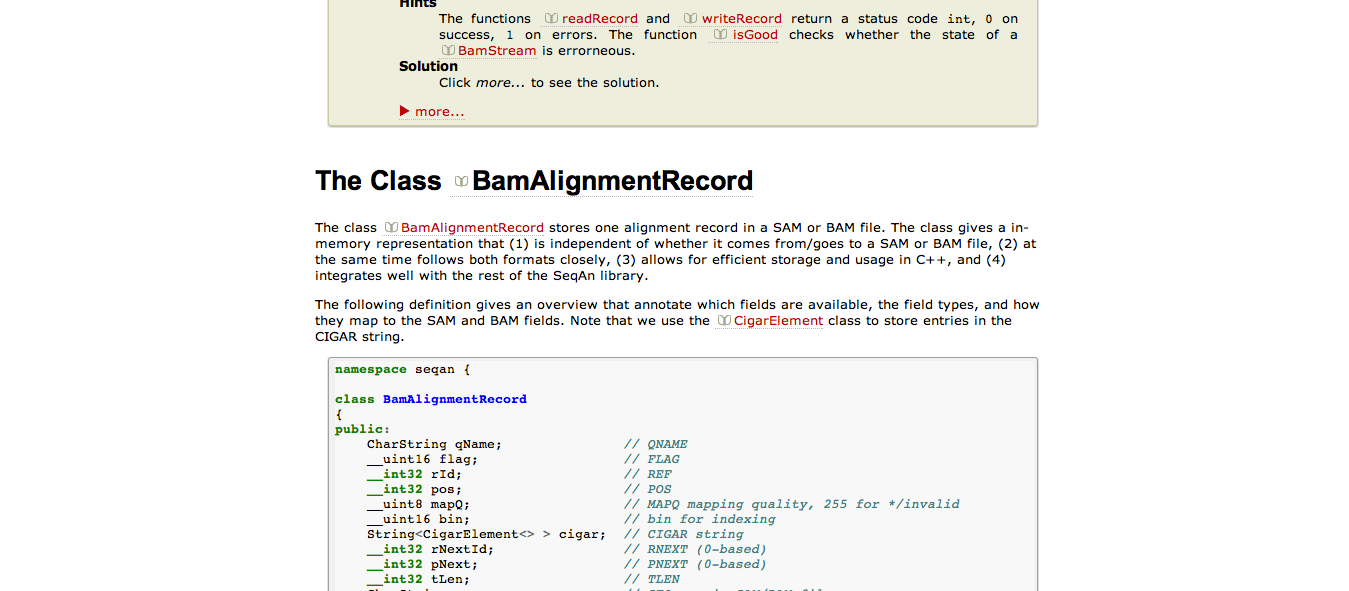 Hints
The functions readRecord and writeRecord return a status code int, 0 on
success, 1 on errors. The function isGood checks whether the state of a
BamStream is errorneous.
Solution
Click more... to see the solution.
more...
The Class BamAlignmentRecord
The class BamAlignmentRecord stores one alignment record in a SAM or BAM file. The class gives a in-
memory representation that (1) is independent of whether it comes from/goes to a SAM or BAM file, (2) at
the same time follows both formats closely, (3) allows for efficient storage and usage in C++, and (4)
integrates well with the rest of the SeqAn library.
The following definition gives an overview that annotate which fields are available, the field types, and how
they map to the SAM and BAM fields. Note that we use the CigarElement class to store entries in the
CIGAR string.
namespace seqan {
class BamAlignmentRecord
{
public:
CharString qName; // QNAME
__uint16 flag; // FLAG
__int32 rId; // REF
__int32 pos; // POS
__uint8 mapQ; // MAPQ mapping quality, 255 for */invalid
__uint16 bin; // bin for indexing
String<CigarElement<> > cigar; // CIGAR string
__int32 rNextId; // RNEXT (0-based)
__int32 pNext; // PNEXT (0-based)
__int32 tLen; // TLEN